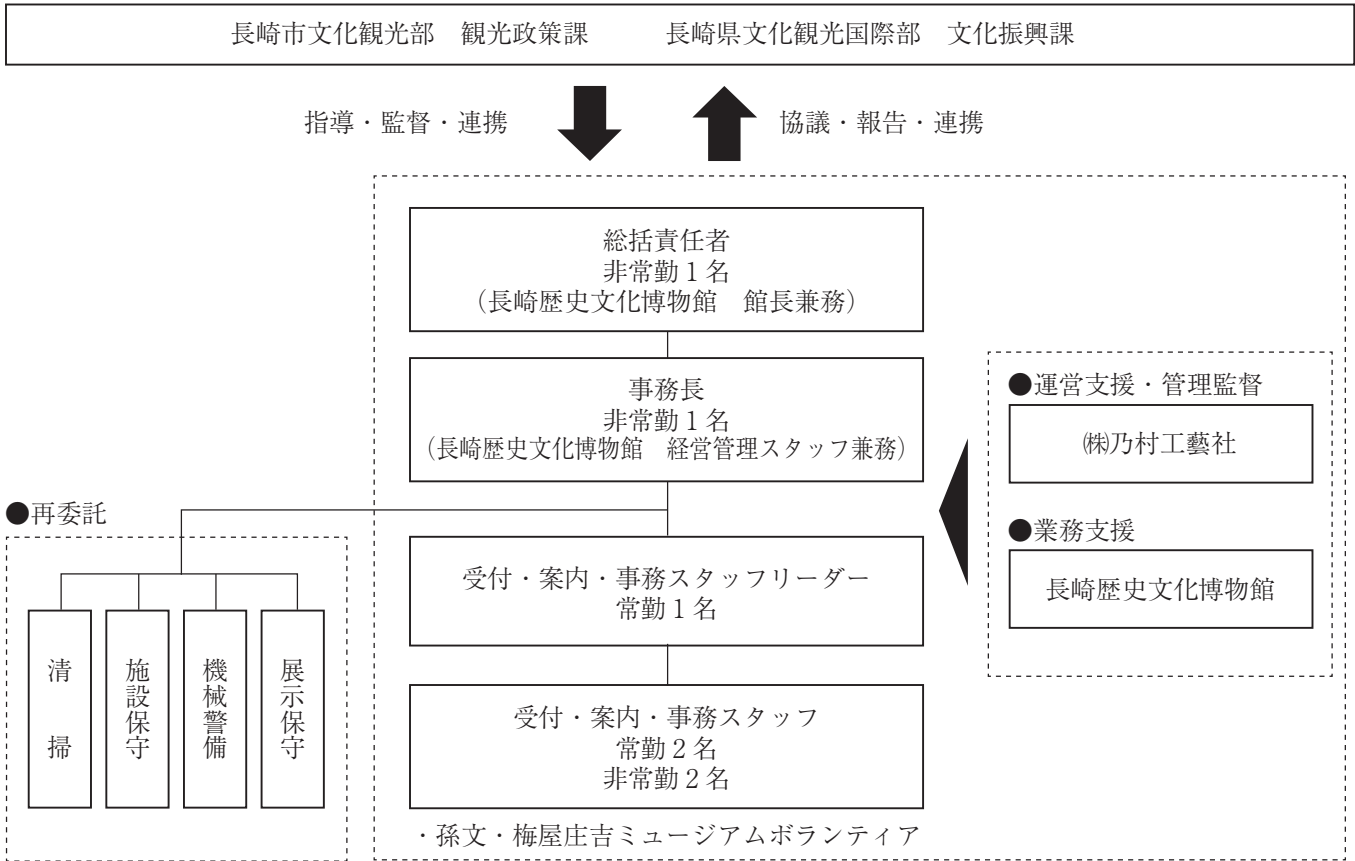 長崎市文化観光部　観光政策課　　長崎県文化観光国際部　文化振興課
指導・監督・連携
協議・報告・連携
総括責任者
非常勤１名
（長崎歴史文化博物館　館長兼務）
事務長
非常勤１名
（長崎歴史文化博物館　経営管理スタッフ兼務）
●運営支援・管理監督
㈱乃村工藝社
●業務支援
長崎歴史文化博物館
●再委託
清　掃
施設保守
機械警備
展示保守
受付・案内・事務スタッフリーダー
常勤１名
受付・案内・事務スタッフ
常勤２名
非常勤２名
・孫文・梅屋庄吉ミュージアムボランティア